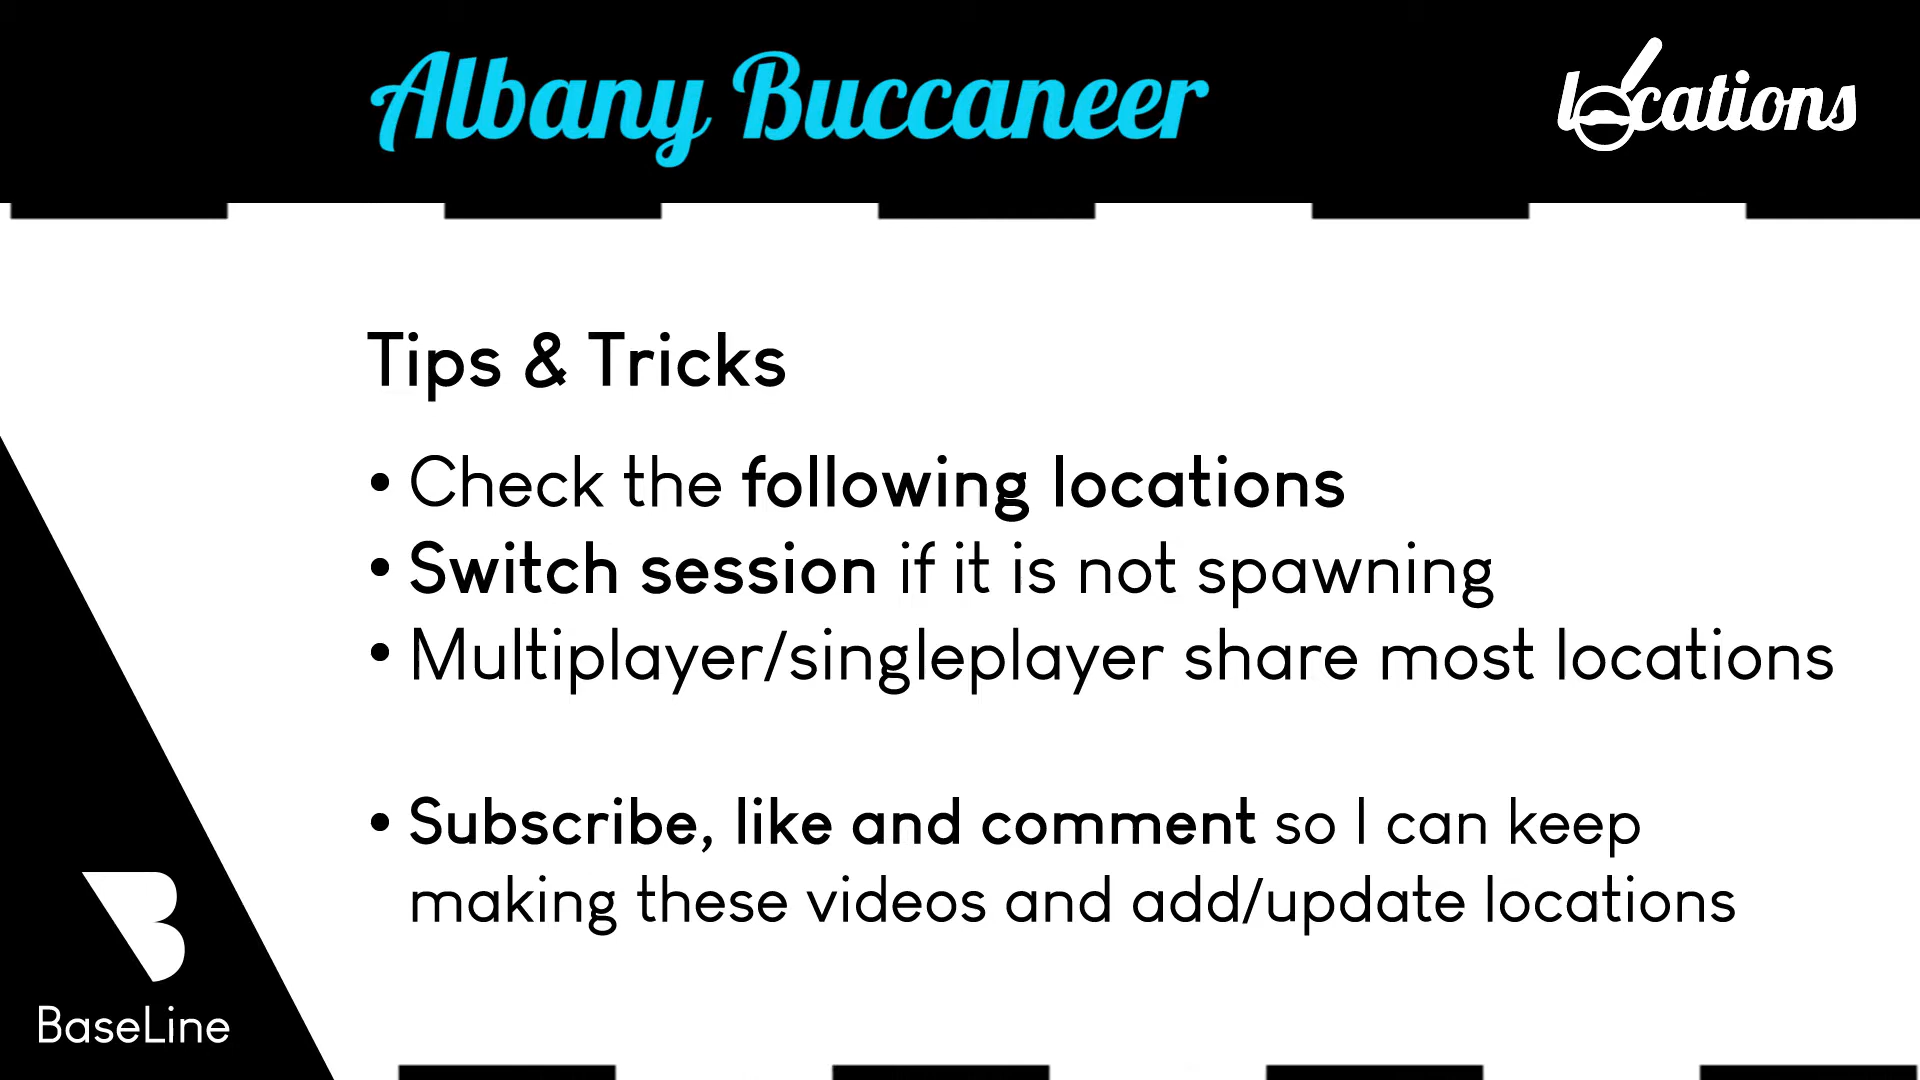 Albany Buccaneer
locations
Tips & Tricks
• Check the following locations
• Switch session if it is not spawning
• Multiplayer/singleplayer share most locations
• Subscribe, like and comment so I can keep
making these videos and add/update locations
BaseLine